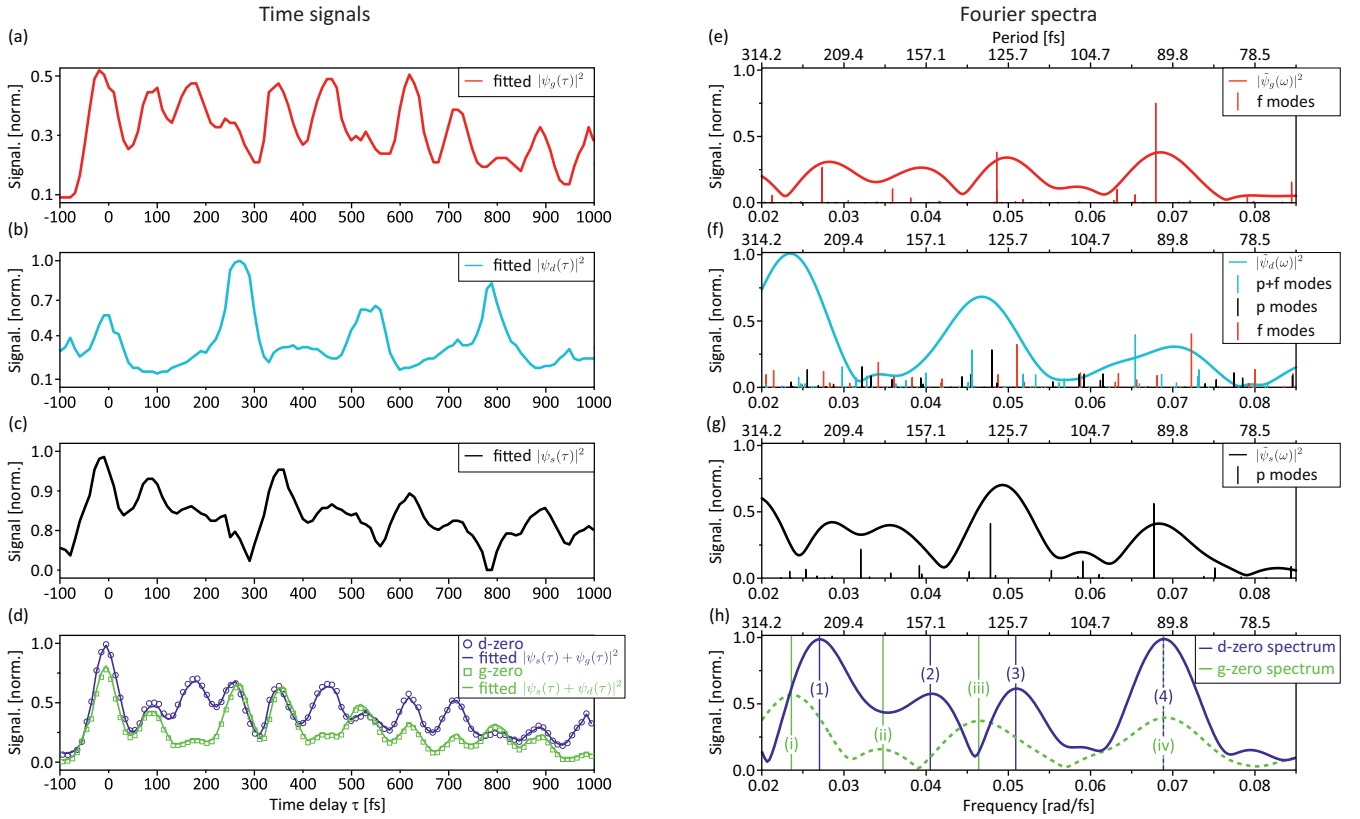 Time signals
Fourier spectra
(a)
Signal. [norm.]
0.5
0.3
0.1
fitted |ψ_g(τ)|²
-100 0 100 200 300 400 500 600 700 800 900 1000
(b)
Signal. [norm.]
1.0
0.7
0.4
0.1
fitted |ψ_d(τ)|²
-100 0 100 200 300 400 500 600 700 800 900 1000
(c)
Signal [norm.]
1.0
0.9
0.8
0.0
fitted |ψ_s(τ)|²
-100 0 100 200 300 400 500 600 700 800 900 1000
(d)
Signal. [norm.]
1.0
0.5
0.0
d-zero
fitted |ψ_s(τ) + ψ_g(τ)|²
g-zero
fitted |ψ_s(τ) + ψ_d(τ)|²
-100 0 100 200 300 400 500 600 700 800 900 1000
Time delay τ [fs]
(e)
Period [fs]
314.2 209.4 157.1 125.7 104.7 89.8 78.5
Signal. [norm.]
1.0
0.5
0.0
|ψ̃_g(ω)|²
f modes
0.02 0.03 0.04 0.05 0.06 0.07 0.08
(f)
314.2 209.4 157.1 125.7 104.7 89.8 78.5
Signal. [norm.]
1.0
0.5
0.0
|ψ̃_d(ω)|²
p+f modes
p modes
f modes
0.02 0.03 0.04 0.05 0.06 0.07 0.08
(g)
314.2 209.4 157.1 125.7 104.7 89.8 78.5
Signal. [norm.]
1.0
0.5
0.0
|ψ̃_s(ω)|²
p modes
0.02 0.03 0.04 0.05 0.06 0.07 0.08
(h)
314.2 209.4 157.1 125.7 104.7 89.8 78.5
Signal. [norm.]
1.0
0.5
0.0
d-zero spectrum
g-zero spectrum
(1) (2) (3) (4)
(i) (ii) (iii) (iv)
0.02 0.03 0.04 0.05 0.06 0.07 0.08
Frequency [rad/fs]